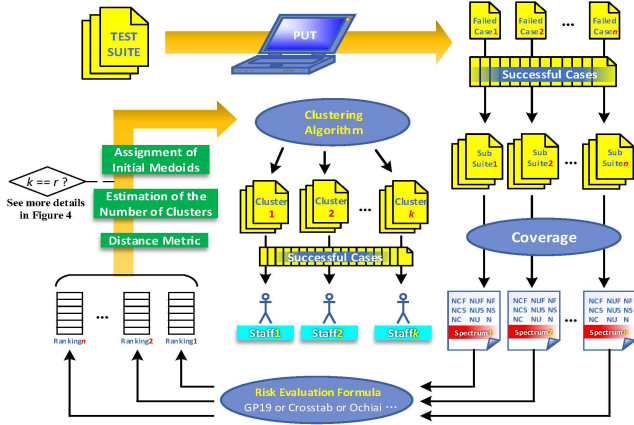 TEST
SUITE
PUT
Failed
Case1
Failed
Case2
...
Failed
Casen
Successful Cases
Sub
Suite1
Sub
Suite2
...
Sub
Suiten
Coverage
NCF NUF NF
NCS NUS NS
NC NU N
Spectrum1
NCF NUF NF
NCS NUS NS
NC NU N
Spectrum2
...
NCF NUF NF
NCS NUS NS
NC NU N
Spectrumn
Risk Evaluation Formula
GP19 or Crosstab or Ochiai ...
Rankingn
...
Ranking2
Ranking1
Distance Metric
Estimation of the
Number of Clusters
Assignment of
Initial Medoids
k == r ?
See more details
in Figure 4
Clustering
Algorithm
Cluster
1
Cluster
2
...
Cluster
k
Successful Cases
Staff1
Staff2
Staffk